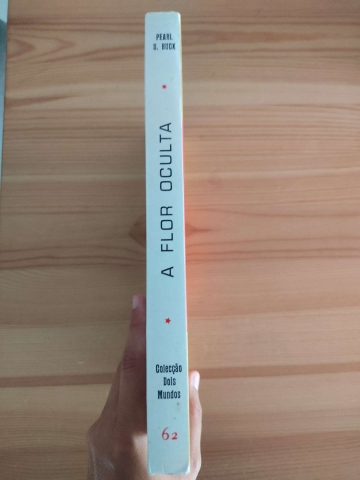 PEARL
S. BUCK
A FLOR OCULTA
Colecção
Dois
Mundos
62